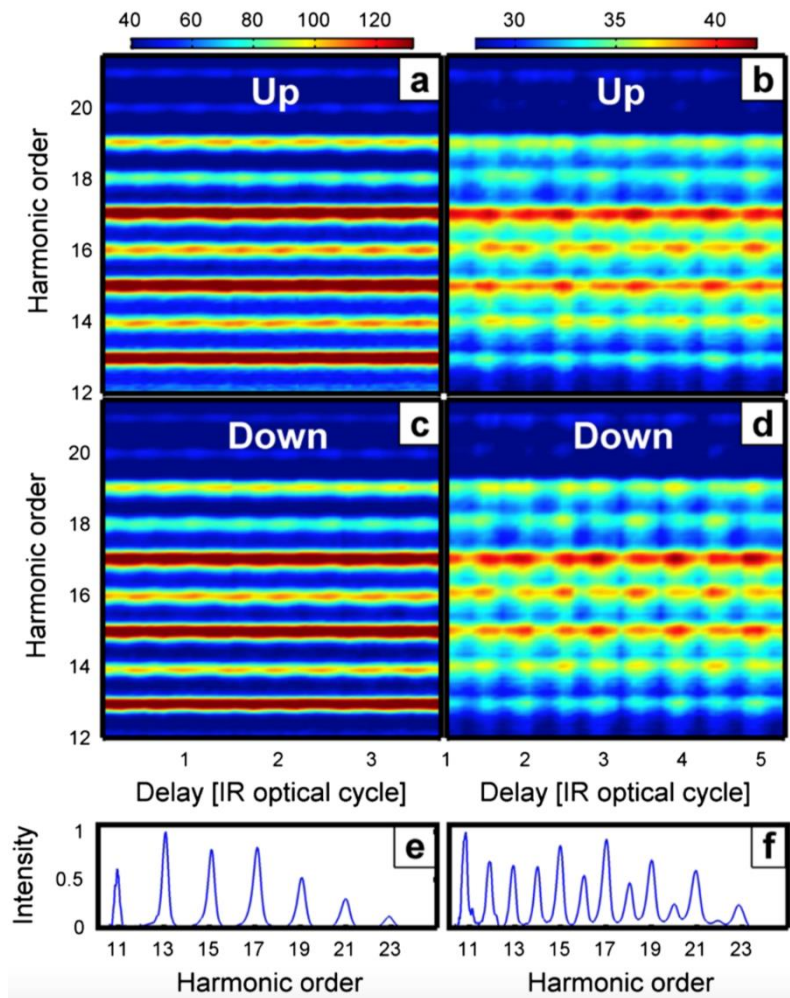 40 60 80 100 120 30 35 40
a b
Up Up
20
18
16
14
12
Harmonic order
c d
Down Down
20
18
16
14
12
Harmonic order
1 2 3 1 2 3 4 5
Delay [IR optical cycle] Delay [IR optical cycle]
e f
1
0.5
0
Intensity
11 13 15 17 19 21 23 11 13 15 17 19 21 23
Harmonic order Harmonic order